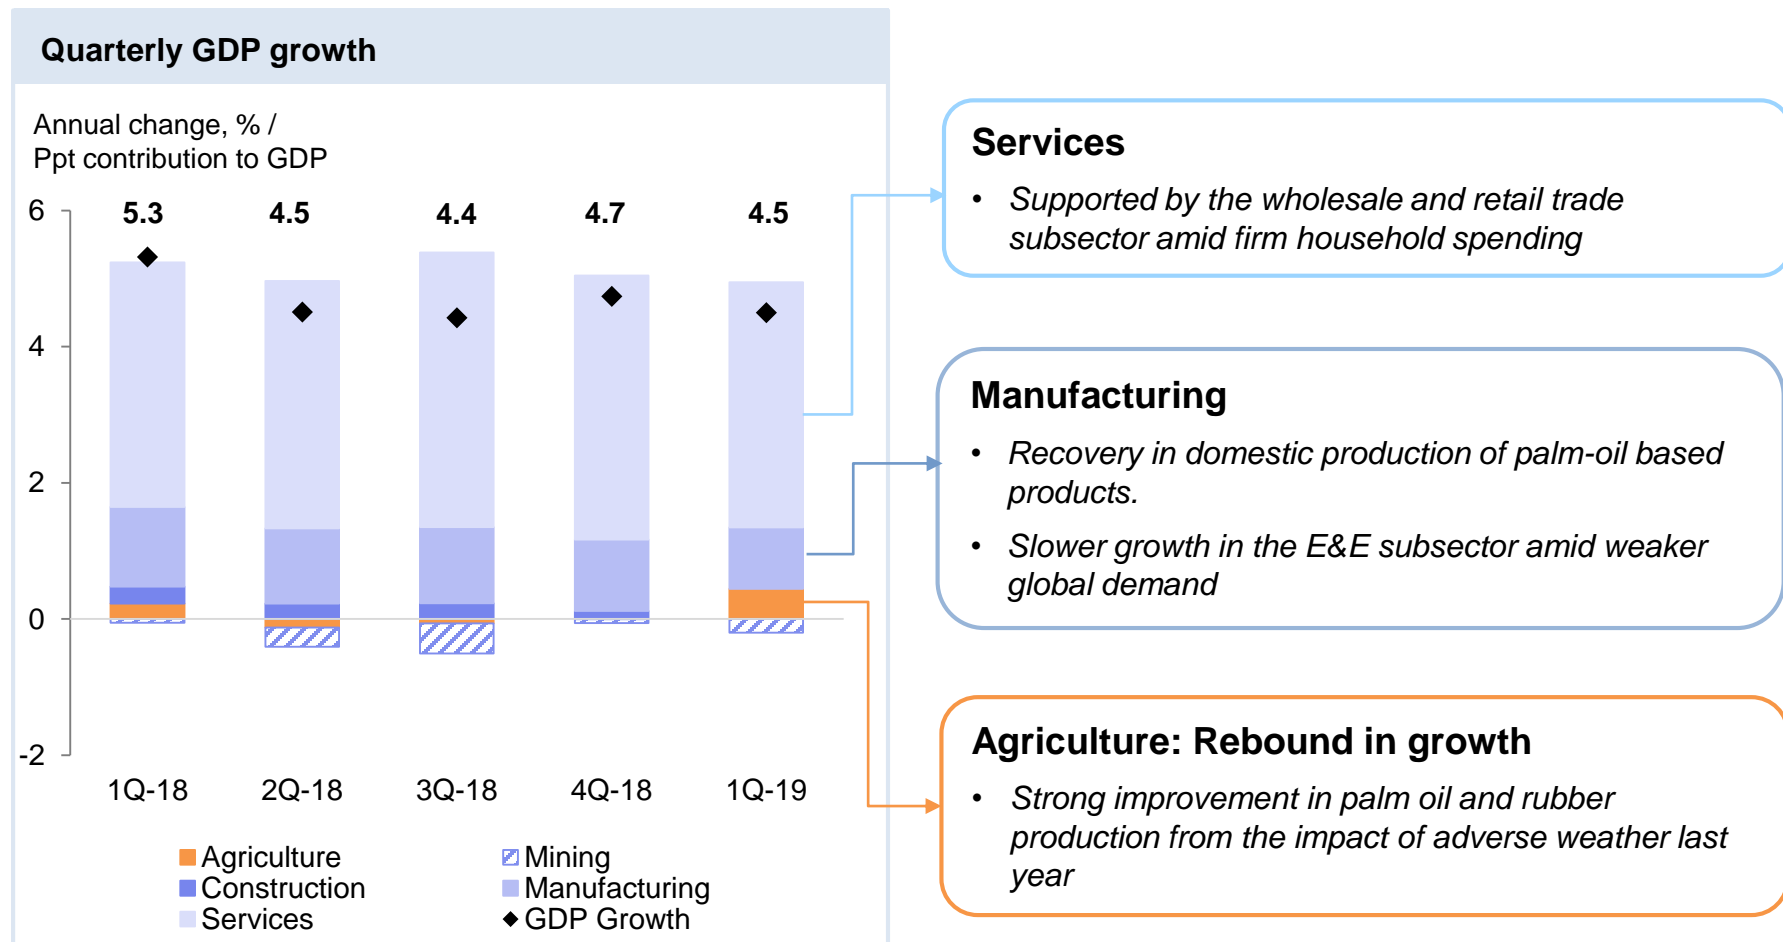 Quarterly GDP growth
Annual change, % /
Ppt contribution to GDP
6
5.3
4.5
4.4
4.7
4.5
4
2
0
-2
1Q-18
2Q-18
3Q-18
4Q-18
1Q-19
Agriculture
Mining
Construction
Manufacturing
Services
GDP Growth
Services
• Supported by the wholesale and retail trade
subsector amid firm household spending
Manufacturing
• Recovery in domestic production of palm-oil based
products.
• Slower growth in the E&E subsector amid weaker
global demand
Agriculture: Rebound in growth
• Strong improvement in palm oil and rubber
production from the impact of adverse weather last
year